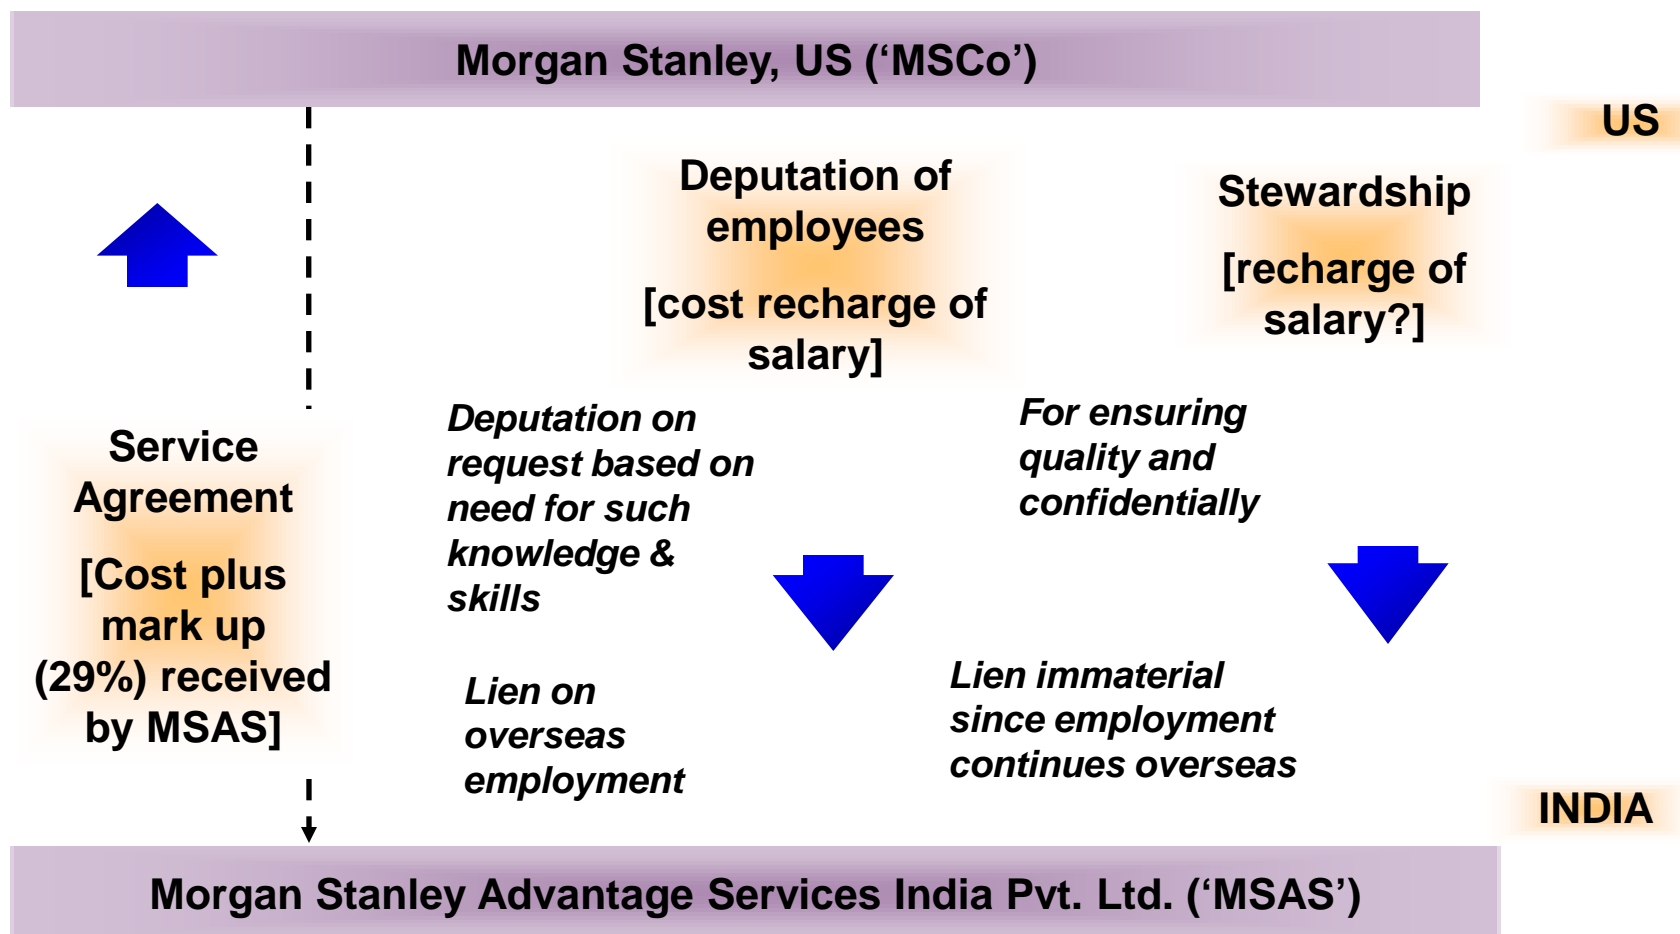 Morgan Stanley, US (‘MSCo’)
US
Deputation of
employees
[cost recharge of
salary]
Stewardship
[recharge of
salary?]
Service
Agreement
[Cost plus
mark up
(29%) received
by MSAS]
Deputation on
request based on
need for such
knowledge &
skills
For ensuring
quality and
confidentially
Lien on
overseas
employment
Lien immaterial
since employment
continues overseas
INDIA
Morgan Stanley Advantage Services India Pvt. Ltd. (‘MSAS’)